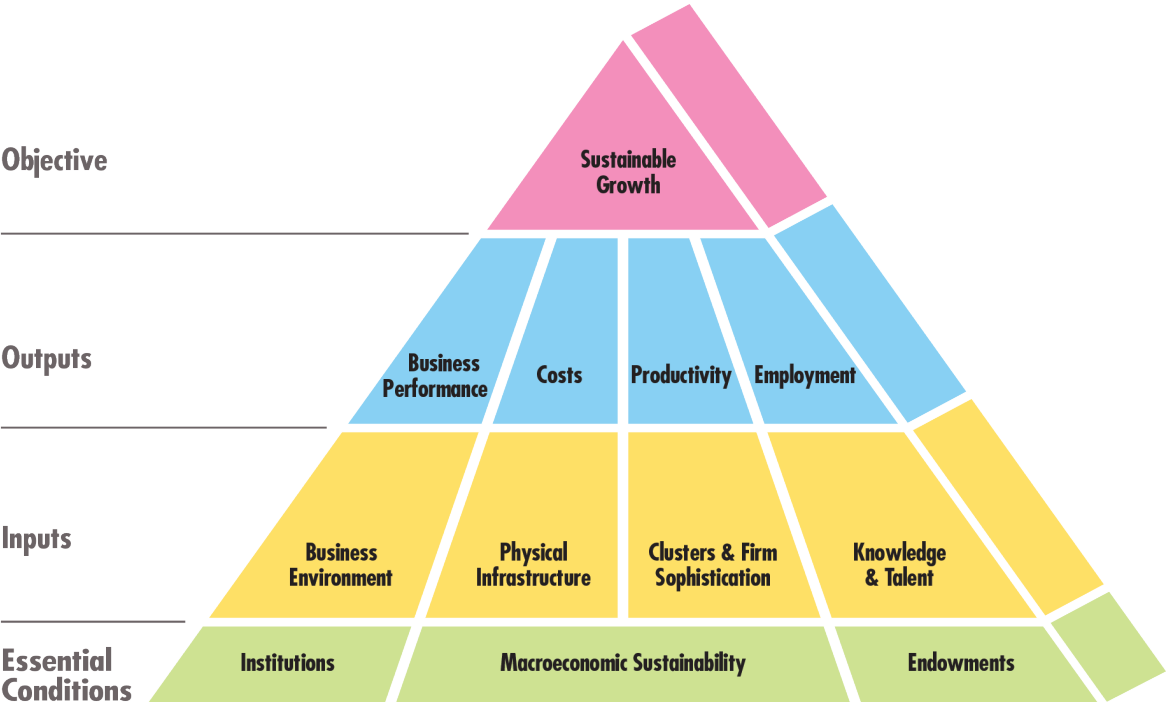 Objective
Sustainable
Growth
Outputs
Business
Performance
Costs
Productivity
Employment
Inputs
Business
Environment
Physical
Infrastructure
Clusters & Firm
Sophistication
Knowledge
& Talent
Essential
Conditions
Institutions
Macroeconomic Sustainability
Endowments